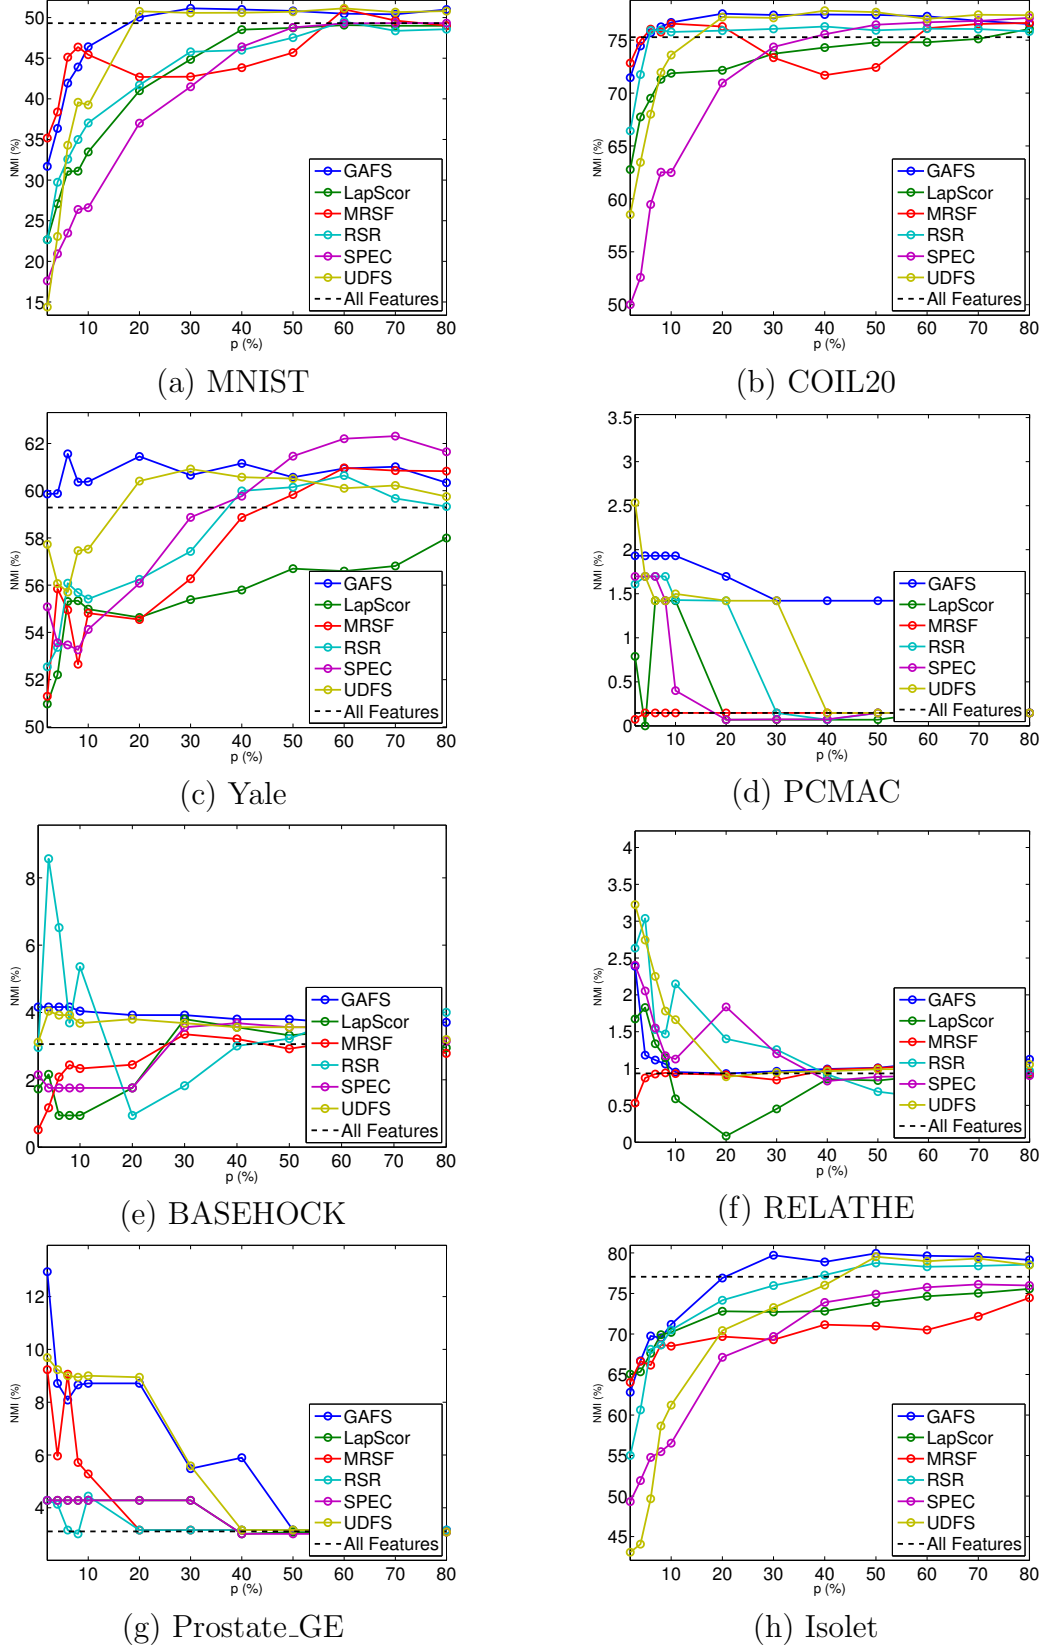 NMI (%)
50
45
40
35
30
25
20
15
10 20 30 40 50 60 70 80
p (%)
GAFS
LapScor
MRSF
RSR
SPEC
UDFS
All Features
(a) MNIST
NMI (%)
75
70
65
60
55
50
10 20 30 40 50 60 70 80
p (%)
GAFS
LapScor
MRSF
RSR
SPEC
UDFS
All Features
(b) COIL20
NMI (%)
62
60
58
56
54
52
50
10 20 30 40 50 60 70 80
p (%)
GAFS
LapScor
MRSF
RSR
SPEC
UDFS
All Features
(c) Yale
NMI (%)
3.5
3
2.5
2
1.5
1
0.5
0
10 20 30 40 50 60 70 80
p (%)
GAFS
LapScor
MRSF
RSR
SPEC
UDFS
All Features
(d) PCMAC
NMI (%)
8
6
4
2
0
10 20 30 40 50 60 70 80
p (%)
GAFS
LapScor
MRSF
RSR
SPEC
UDFS
All Features
(e) BASEHOCK
NMI (%)
4
3.5
3
2.5
2
1.5
1
0.5
0
10 20 30 40 50 60 70 80
p (%)
GAFS
LapScor
MRSF
RSR
SPEC
UDFS
All Features
(f) RELATHE
NMI (%)
12
10
8
6
4
10 20 30 40 50 60 70 80
p (%)
GAFS
LapScor
MRSF
RSR
SPEC
UDFS
All Features
(g) Prostate_GE
NMI (%)
80
75
70
65
60
55
50
45
10 20 30 40 50 60 70 80
p (%)
GAFS
LapScor
MRSF
RSR
SPEC
UDFS
All Features
(h) Isolet